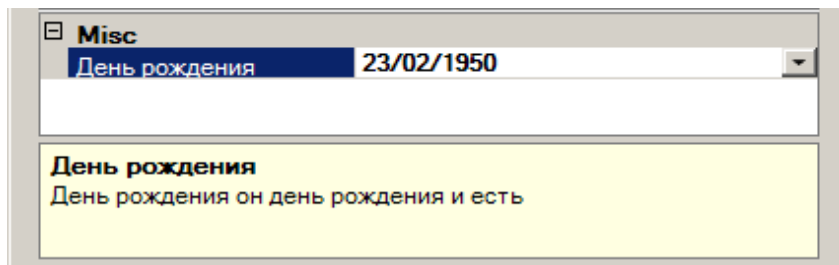 Misc
День рождения 23/02/1950
День рождения
День рождения он день рождения и есть